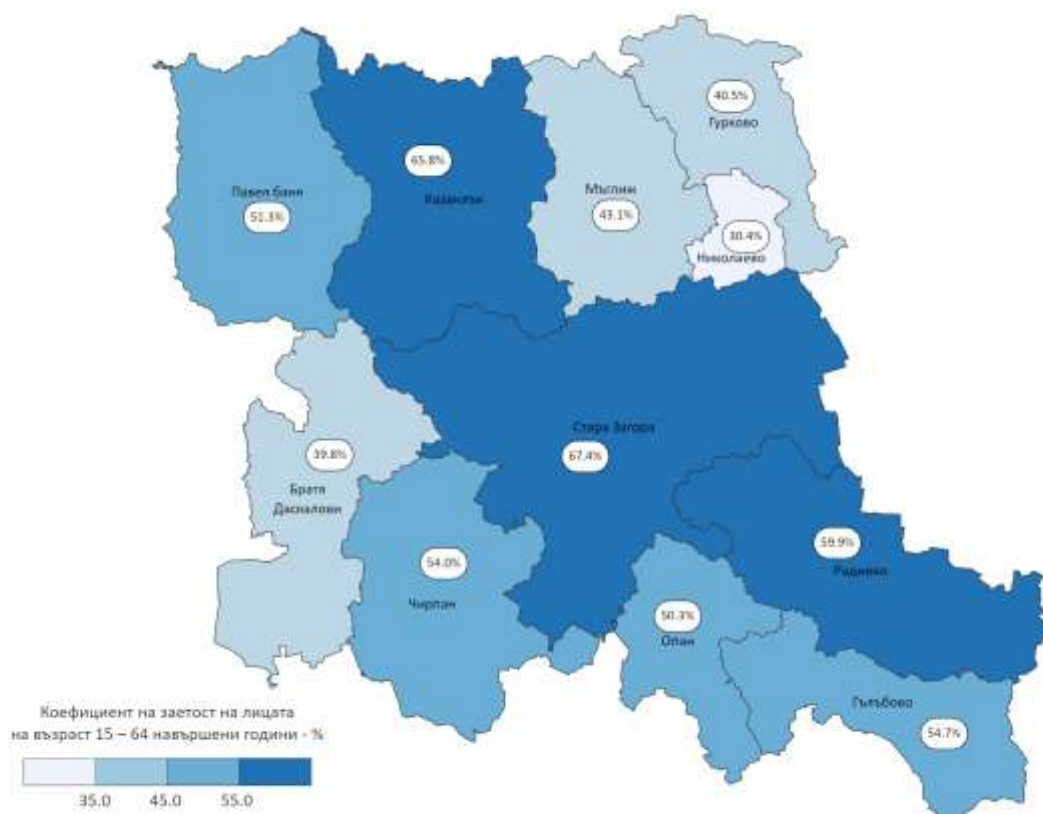 40.5%
Гурково
65.8%
Казанлък
Павел баня
51.3%
Мъглиж
43.1%
30.4%
Николаево
Стара Загора
67.4%
39.8%
Братя
Даскалови
59.9%
Раднево
54.0%
Чирпан
50.3%
Опан
Гълъбово
54.7%
Коефициент на заетост на лицата
на възраст 15 – 64 навършени години - %
35.0 45.0 55.0